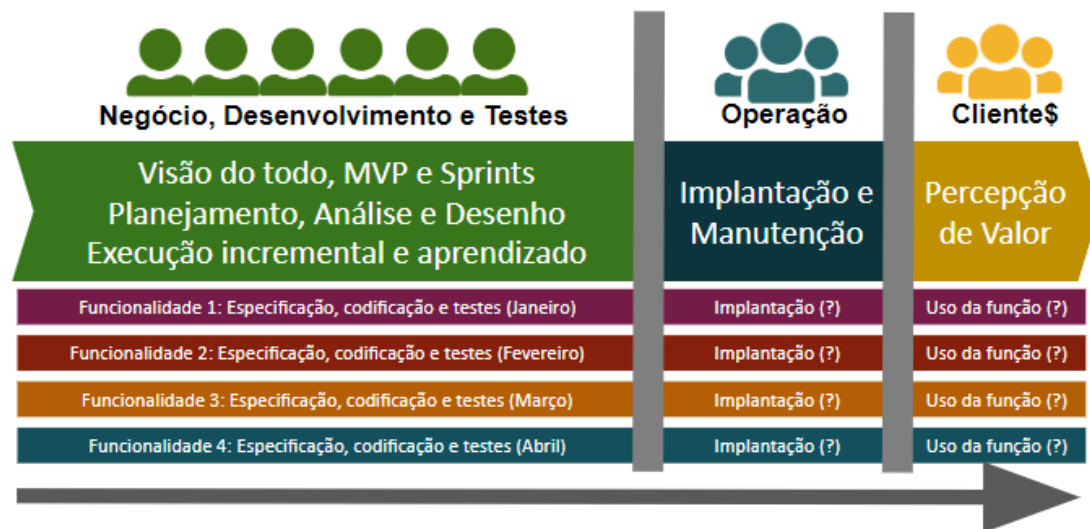 Negócio, Desenvolvimento e Testes
Operação
Cliente$
Visão do todo, MVP e Sprints
Planejamento, Análise e Desenho
Execução incremental e aprendizado
Implantação e
Manutenção
Percepção
de Valor
Funcionalidade 1: Especificação, codificação e testes (Janeiro)
Implantação (?)
Uso da função (?)
Funcionalidade 2: Especificação, codificação e testes (Fevereiro)
Implantação (?)
Uso da função (?)
Funcionalidade 3: Especificação, codificação e testes (Março)
Implantação (?)
Uso da função (?)
Funcionalidade 4: Especificação, codificação e testes (Abril)
Implantação (?)
Uso da função (?)